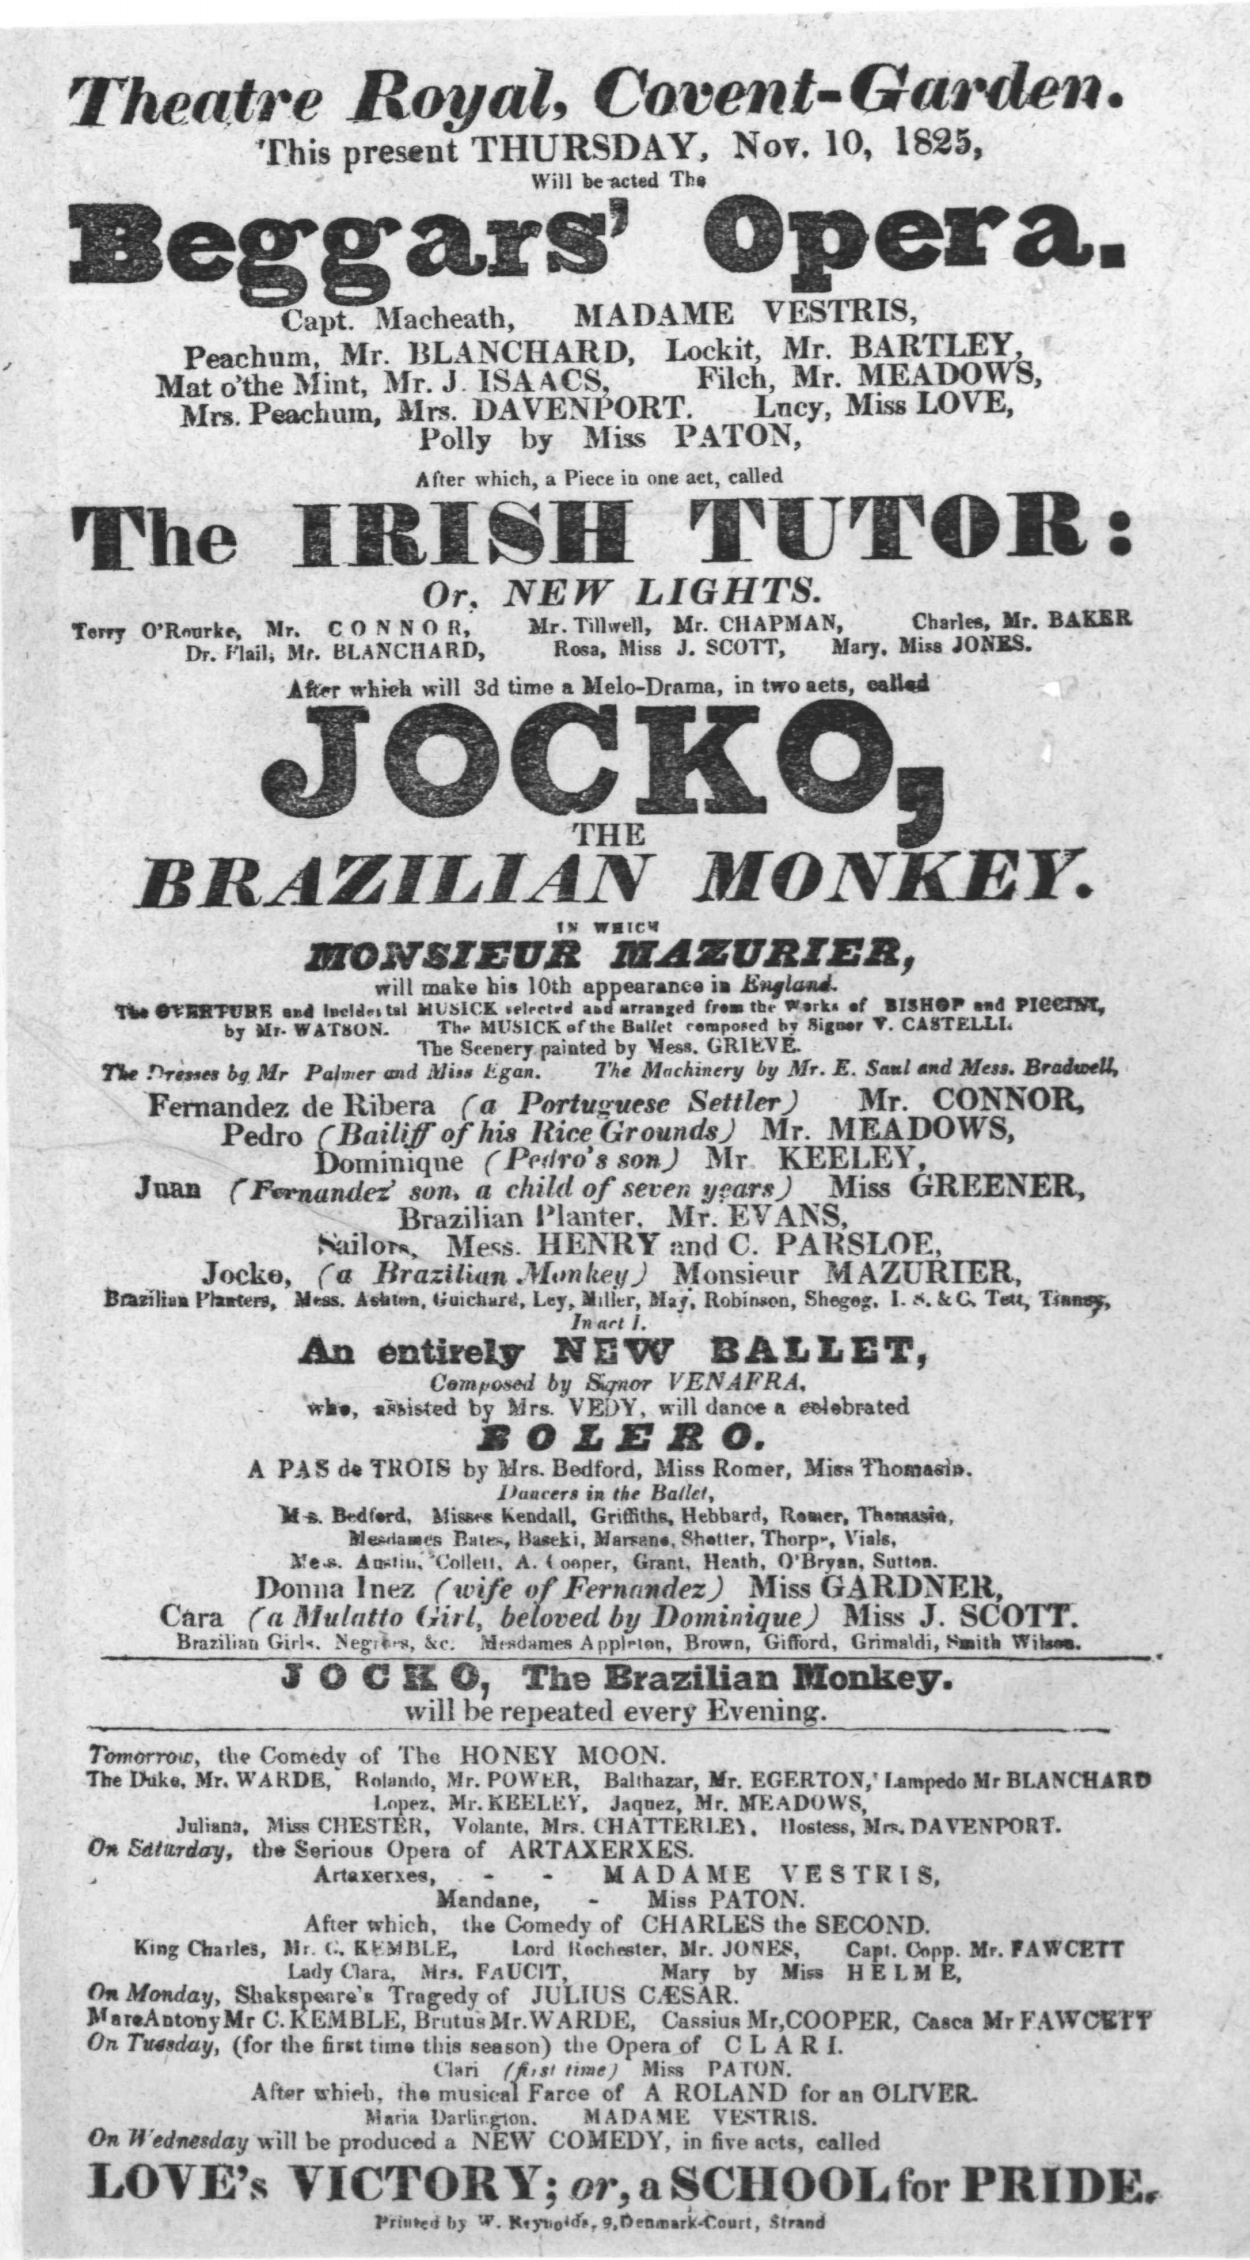 Theatre Royal, Covent-Garden.
This present THURSDAY, Nov. 10, 1825,
Will be acted The
Beggars' Opera.
Capt. Macheath, MADAME VESTRIS,
Peachum, Mr. BLANCHARD, Lockit, Mr. BARTLEY,
Mat o'the Mint, Mr. J. ISAACS, Filch, Mr. MEADOWS,
Mrs. Peachum, Mrs. DAVENPORT. Lucy, Miss LOVE,
Polly by Miss PATON,
After which, a Piece in one act, called
The IRISH TUTOR:
Or, NEW LIGHTS.
Terry O'Rourke, Mr. CONNOR, Mr. Tillwell, Mr. CHAPMAN, Charles, Mr. BAKER
Dr. Flail, Mr. BLANCHARD, Rosa, Miss J. SCOTT, Mary, Miss JONES.
After which will 3d time a Melo-Drama, in two acts, called
JOCKO,
THE
BRAZILIAN MONKEY.
IN WHICH
MONSIEUR MAZURIER,
will make his 10th appearance in England.
The OVERTURE and Incidental MUSICK selected and arranged from the Works of BISHOP and PICCINI,
by Mr. WATSON. The MUSICK of the Ballet composed by Signor V. CASTELLI.
The Scenery painted by Mess. GRIEVE.
The Dresses by Mr Palmer and Miss Egan. The Machinery by Mr. E. Saul and Mess. Bradwell,
Fernandez de Ribera (a Portuguese Settler) Mr. CONNOR,
Pedro (Bailiff of his Rice Grounds) Mr. MEADOWS,
Dominique (Pedro's son) Mr. KEELEY,
Juan (Fernandez' son, a child of seven years) Miss GREENER,
Brazilian Planter, Mr. EVANS,
Sailors, Mess. HENRY and C. PARSLOE,
Jocko, (a Brazilian Monkey) Monsieur MAZURIER,
Brazilian Planters, Mess. Ashton, Guichard, Ley, Miller, May, Robinson, Shegog, I. S. & C. Tett, Tinney,
In act 1.
An entirely NEW BALLET,
Composed by Signor VENAFRA,
who, assisted by Mrs. VEDY, will dance a celebrated
BOLERO.
A PAS de TROIS by Mrs. Bedford, Miss Romer, Miss Thomasin.
Dancers in the Ballet,
Mrs. Bedford, Misses Kendall, Griffiths, Hebbard, Romer, Thomasin,
Mesdames Bates, Baseki, Marsane, Shotter, Thorpe, Vials,
Mess. Austin, Collett, A. Cooper, Grant, Heath, O'Bryan, Sutton.
Donna Inez (wife of Fernandez) Miss GARDNER,
Cara (a Mulatto Girl, beloved by Dominique) Miss J. SCOTT.
Brazilian Girls, Negroes, &c. Mesdames Appleton, Brown, Gifford, Grimaldi, Smith Wilson.
JOCKO, The Brazilian Monkey.
will be repeated every Evening.
Tomorrow, the Comedy of The HONEY MOON.
The Duke, Mr. WARDE, Rolando, Mr. POWER, Balthazar, Mr. EGERTON, Lampedo Mr BLANCHARD
Lopez, Mr. KEELEY, Jaquez, Mr. MEADOWS,
Juliana, Miss CHESTER, Volante, Mrs. CHATTERLEY, Hostess, Mrs. DAVENPORT.
On Saturday, the Serious Opera of ARTAXERXES.
Artaxerxes, - - MADAME VESTRIS,
Mandane, - Miss PATON.
After which, the Comedy of CHARLES the SECOND.
King Charles, Mr. C. KEMBLE, Lord Rochester, Mr. JONES, Capt. Copp. Mr. FAWCETT
Lady Clara, Mrs. FAUCIT, Mary by Miss HELME,
On Monday, Shakspeare's Tragedy of JULIUS CÆSAR.
Marc Antony Mr C. KEMBLE, Brutus Mr. WARDE, Cassius Mr, COOPER, Casca Mr FAWCETT
On Tuesday, (for the first time this season) the Opera of CLARI.
Clari (first time) Miss PATON.
After which, the musical Farce of A ROLAND for an OLIVER.
Maria Darlington, MADAME VESTRIS.
On Wednesday will be produced a NEW COMEDY, in five acts, called
LOVE's VICTORY; or, a SCHOOL for PRIDE.
Printed by W. Reynolds, 9, Denmark-Court, Strand